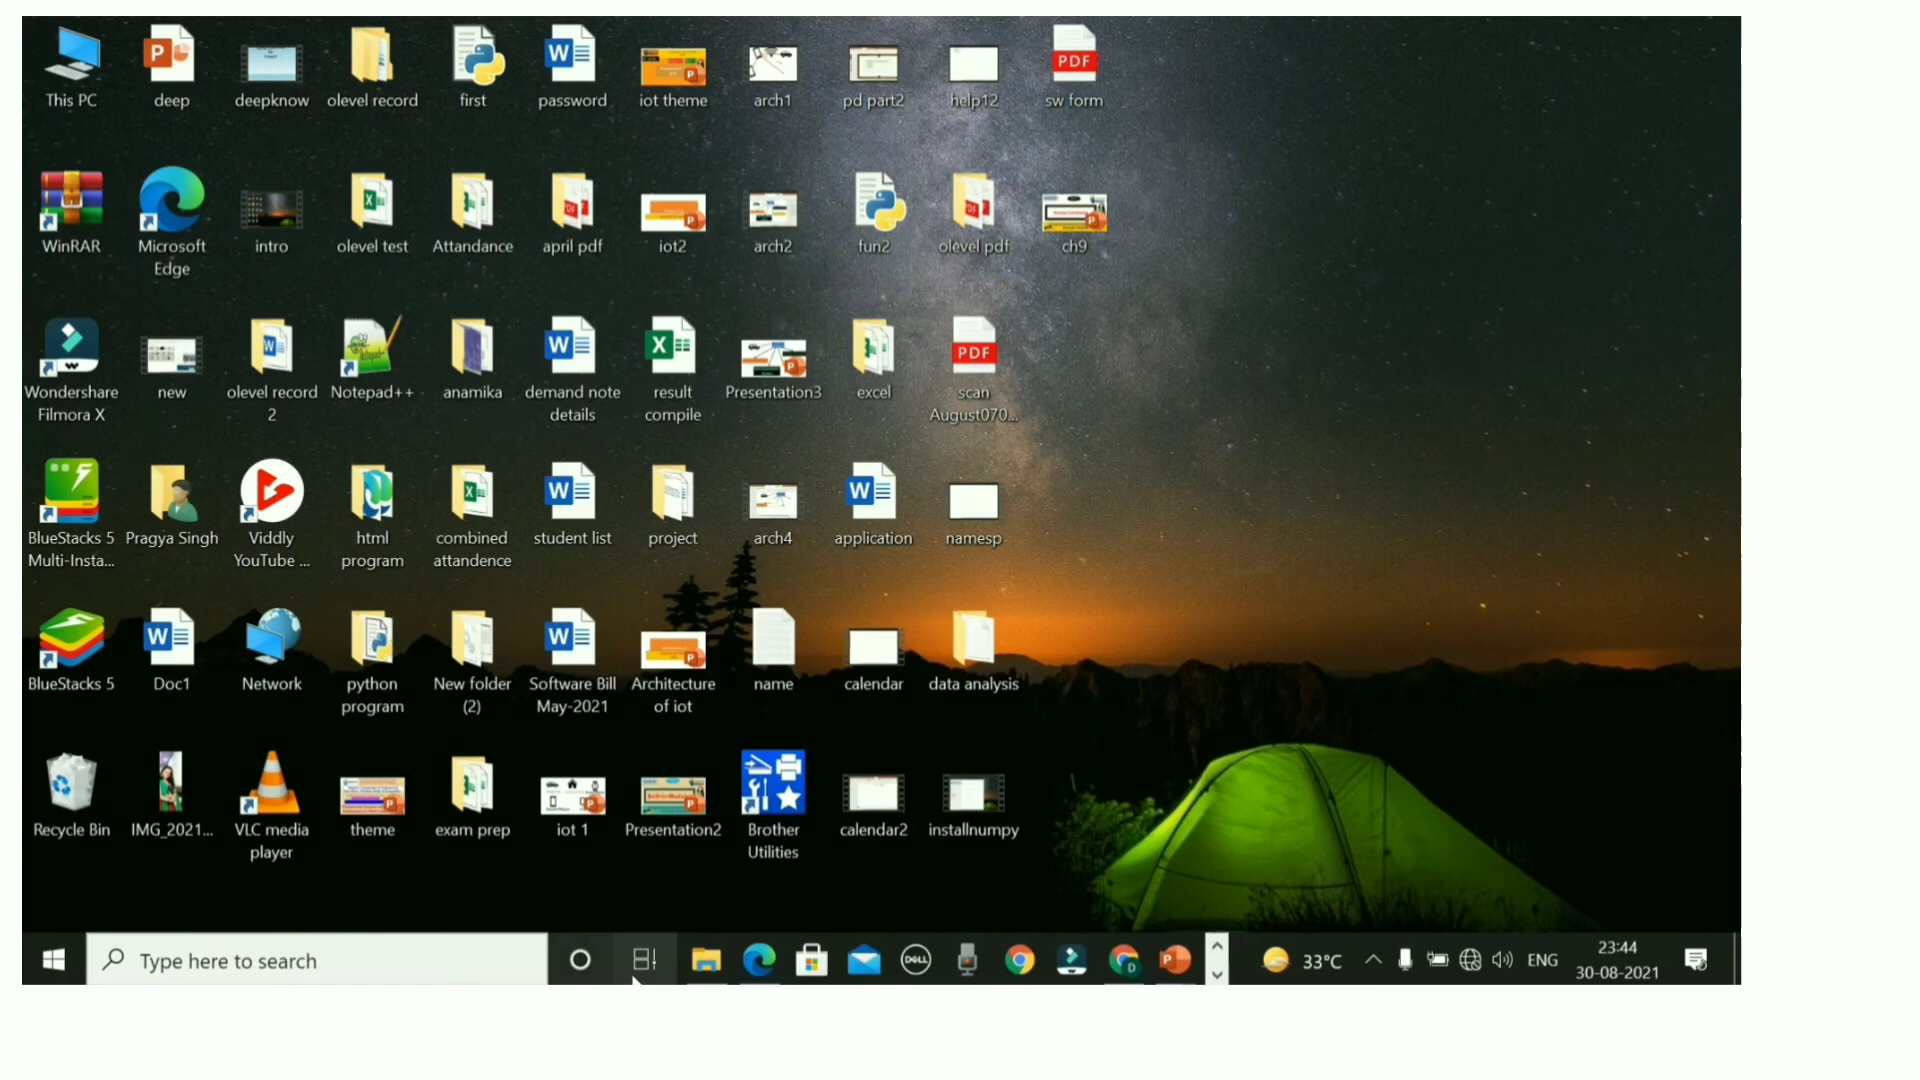 This PC
deep
deepknow
olevel record
first
password
iot theme
arch1
pd part2
help12
sw form
PDF
WinRAR
Microsoft
Edge
intro
olevel test
Attandance
april pdf
iot2
arch2
fun2
olevel pdf
ch9
Wondershare
Filmora X
new
olevel record
2
Notepad++
anamika
demand note
details
result
compile
Presentation3
excel
PDF
scan
August070...
BlueStacks 5
Multi-Insta...
Pragya Singh
Viddly
YouTube ...
html
program
combined
attandence
student list
project
arch4
application
namesp
BlueStacks 5
Doc1
Network
python
program
New folder
(2)
Software Bill
May-2021
Architecture
of iot
name
calendar
data analysis
Recycle Bin
IMG_2021...
VLC media
player
theme
exam prep
iot 1
Presentation2
Brother
Utilities
calendar2
installnumpy
Type here to search
DELL
33°C
ENG
23:44
30-08-2021